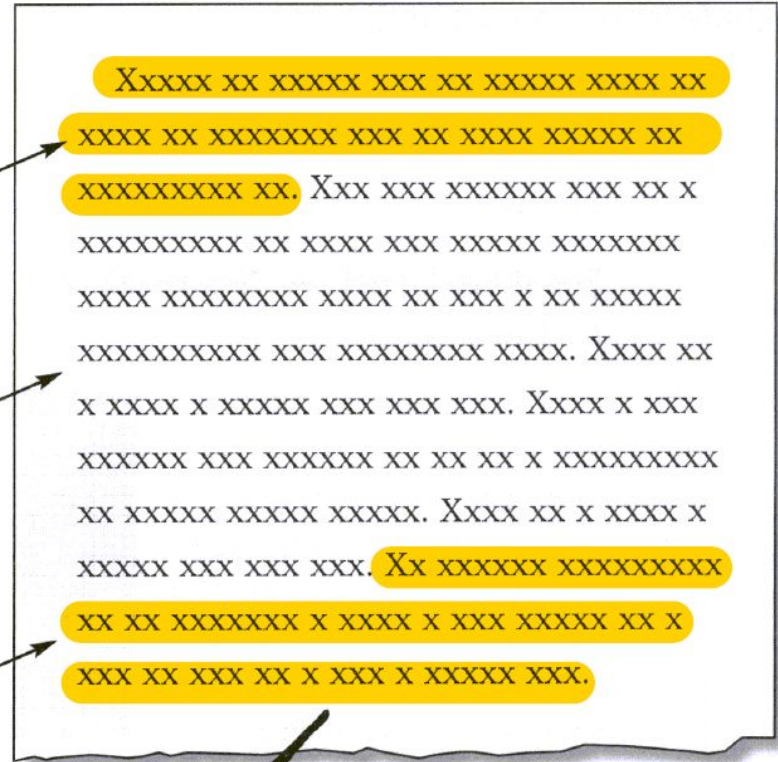 Xxxxx xx xxxxx xxx xx xxxxx xxxx xx
xxxx xx xxxxxxx xxx xx xxxx xxxxx xx
xxxxxxxxx xx. Xxx xxx xxxxxx xxx xx x
xxxxxxxxx xx xxxx xxx xxxxx xxxxxxx
xxxx xxxxxxxx xxxx xx xxx x xx xxxxx
xxxxxxxxxx xxx xxxxxxxx xxxx. Xxxx xx
x xxxx x xxxxx xxx xxx xxx. Xxxx x xxx
xxxxxx xxx xxxxxx xx xx xx x xxxxxxxxx
xx xxxxx xxxxx xxxxx. Xxxx xx x xxxx x
xxxxx xxx xxx xxx. Xx xxxxxx xxxxxxxxx
xx xx xxxxxxx x xxxx x xxx xxxxx xx x
xxx xx xxx xx x xxx x xxxxx xxx.